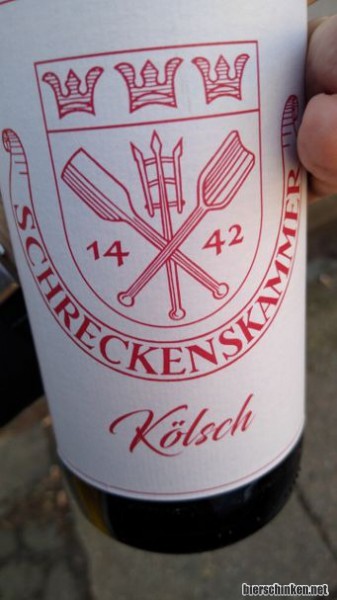 14 42
SCHRECKENSKAMMER
Kölsch
bierschinken.net